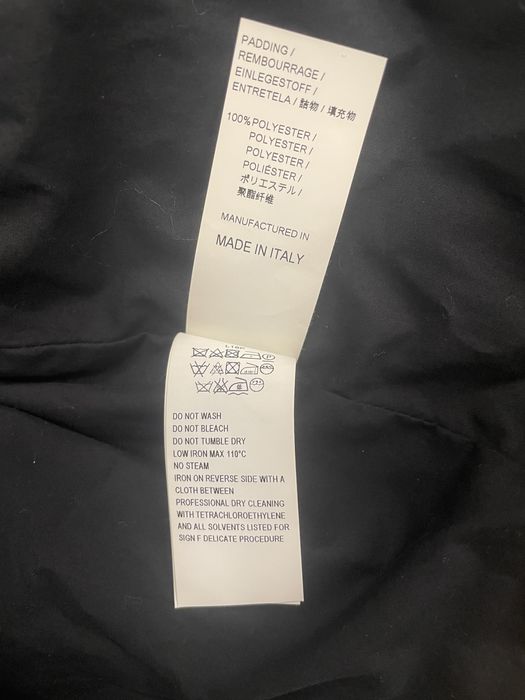 PADDING /
REMBOURRAGE /
EINLEGESTOFF /
ENTRETELA / 詰物 / 填充物
100%POLYESTER /
POLYESTER /
POLYESTER /
POLIÉSTER /
ポリエステル /
聚酯纤维
MANUFACTURED IN
MADE IN ITALY
DO NOT WASH
DO NOT BLEACH
DO NOT TUMBLE DRY
LOW IRON MAX 110°C
NO STEAM
IRON ON REVERSE SIDE WITH A
CLOTH BETWEEN
PROFESSIONAL DRY CLEANING
WITH TETRACHLOROETHYLENE
AND ALL SOLVENTS LISTED FOR
SIGN F DELICATE PROCEDURE